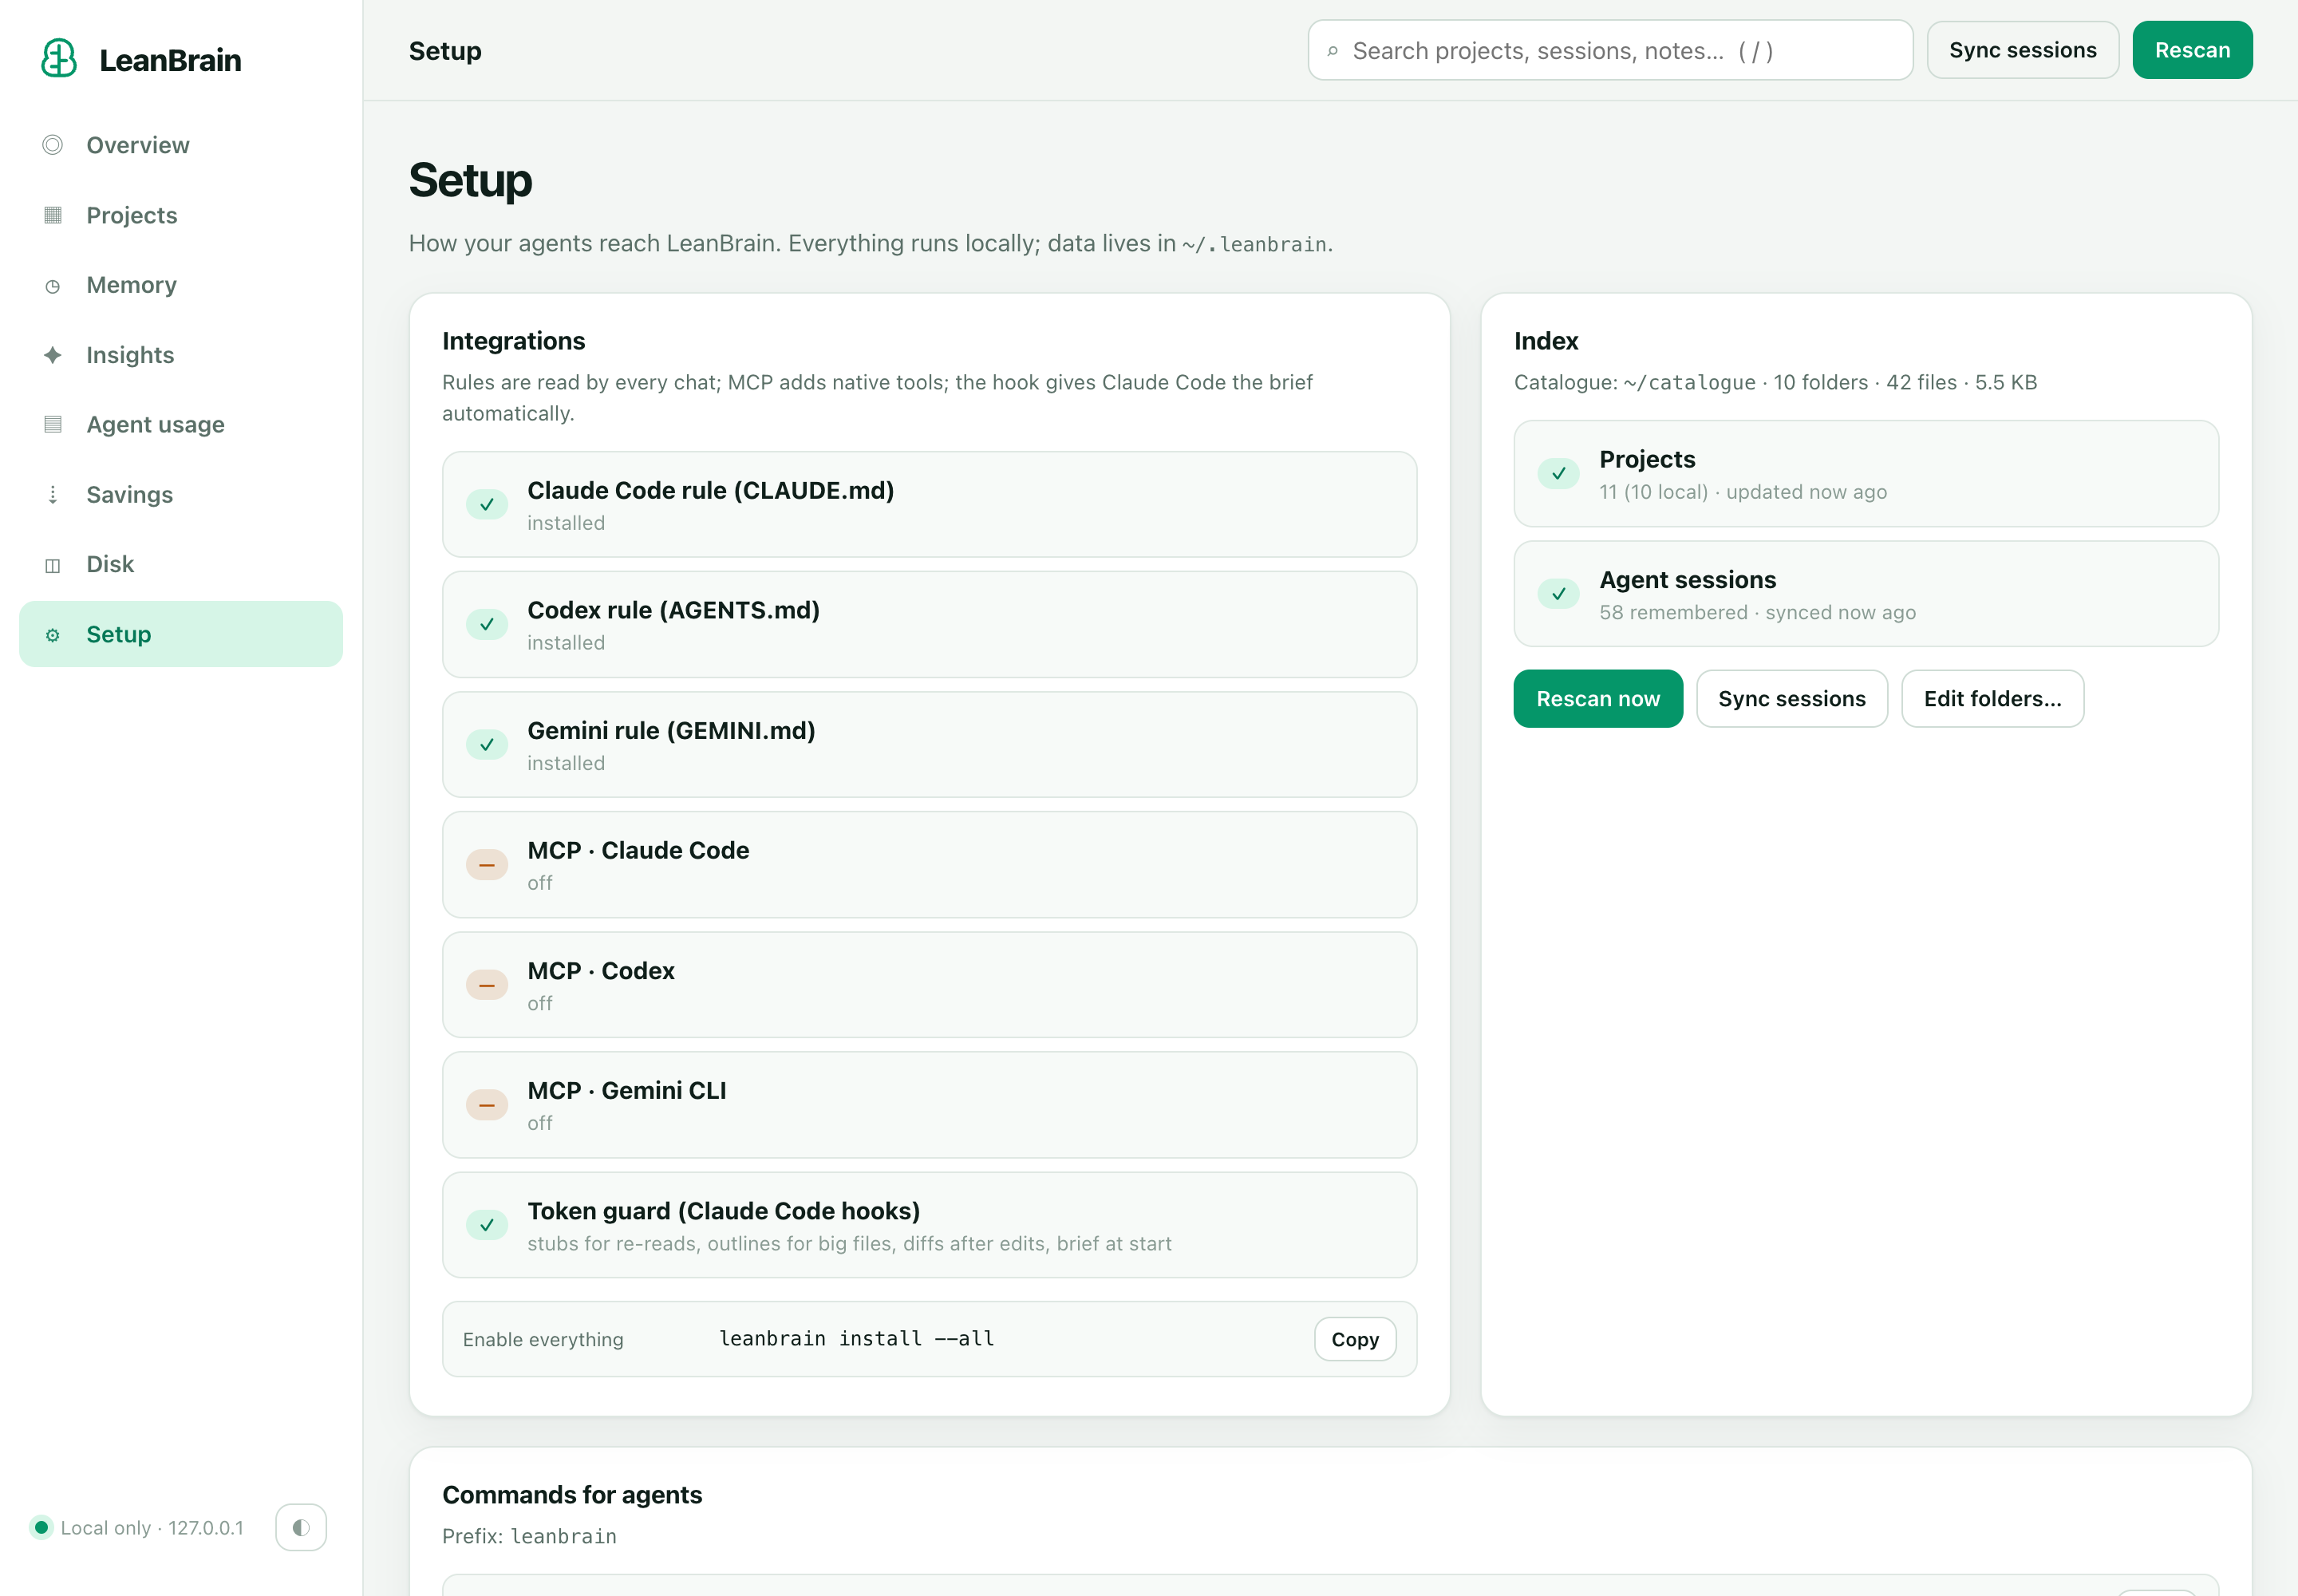 LeanBrain
Overview
Projects
Memory
Insights
Agent usage
Savings
Disk
Setup
Local only · 127.0.0.1
Setup
Search projects, sessions, notes… ( / )
Sync sessions
Rescan
Setup
How your agents reach LeanBrain. Everything runs locally; data lives in ~/.leanbrain.
Integrations
Rules are read by every chat; MCP adds native tools; the hook gives Claude Code the brief
automatically.
Claude Code rule (CLAUDE.md)
installed
Codex rule (AGENTS.md)
installed
Gemini rule (GEMINI.md)
installed
MCP · Claude Code
off
MCP · Codex
off
MCP · Gemini CLI
off
Token guard (Claude Code hooks)
stubs for re-reads, outlines for big files, diffs after edits, brief at start
Enable everything
leanbrain install --all
Copy
Index
Catalogue: ~/catalogue · 10 folders · 42 files · 5.5 KB
Projects
11 (10 local) · updated now ago
Agent sessions
58 remembered · synced now ago
Rescan now
Sync sessions
Edit folders…
Commands for agents
Prefix: leanbrain